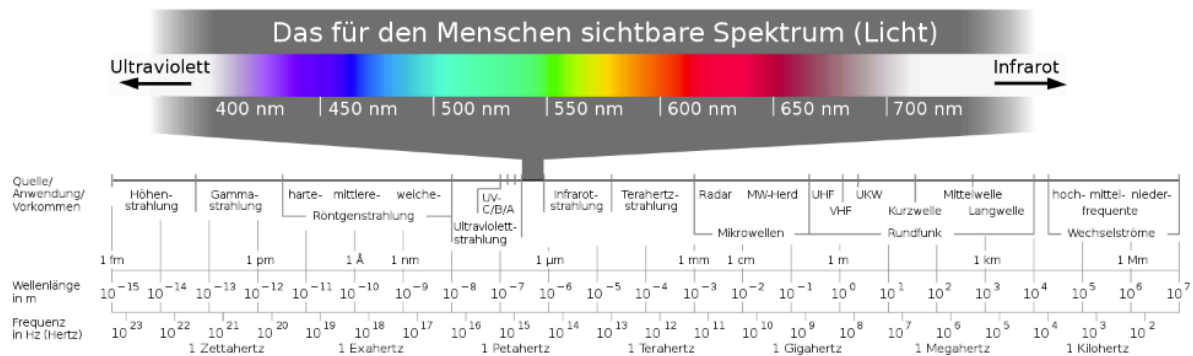 Das für den Menschen sichtbare Spektrum (Licht)
Ultraviolett
Infrarot
400 nm 450 nm 500 nm 550 nm 600 nm 650 nm 700 nm
Quelle/
Anwendung/
Vorkommen
Höhen-
strahlung
Gamma-
strahlung
harte- mittlere- weiche-
Röntgenstrahlung
UV-
C/B/A
Ultraviolett-
strahlung
Infrarot-
strahlung
Terahertz-
strahlung
Radar MW-Herd
Mikrowellen
UHF UKW Mittelwelle
VHF Kurzwelle Langwelle
Rundfunk
hoch- mittel- nieder-
frequente
Wechselströme
1 fm 1 pm 1 Å 1 nm 1 µm 1 mm 1 cm 1 m 1 km 1 Mm
Wellenlänge
in m
10⁻¹⁵ 10⁻¹⁴ 10⁻¹³ 10⁻¹² 10⁻¹¹ 10⁻¹⁰ 10⁻⁹ 10⁻⁸ 10⁻⁷ 10⁻⁶ 10⁻⁵ 10⁻⁴ 10⁻³ 10⁻² 10⁻¹ 10⁰ 10¹ 10² 10³ 10⁴ 10⁵ 10⁶ 10⁷
Frequenz
in Hz (Hertz)
10²³ 10²² 10²¹ 10²⁰ 10¹⁹ 10¹⁸ 10¹⁷ 10¹⁶ 10¹⁵ 10¹⁴ 10¹³ 10¹² 10¹¹ 10¹⁰ 10⁹ 10⁸ 10⁷ 10⁶ 10⁵ 10⁴ 10³ 10²
1 Zettahertz 1 Exahertz 1 Petahertz 1 Terahertz 1 Gigahertz 1 Megahertz 1 Kilohertz